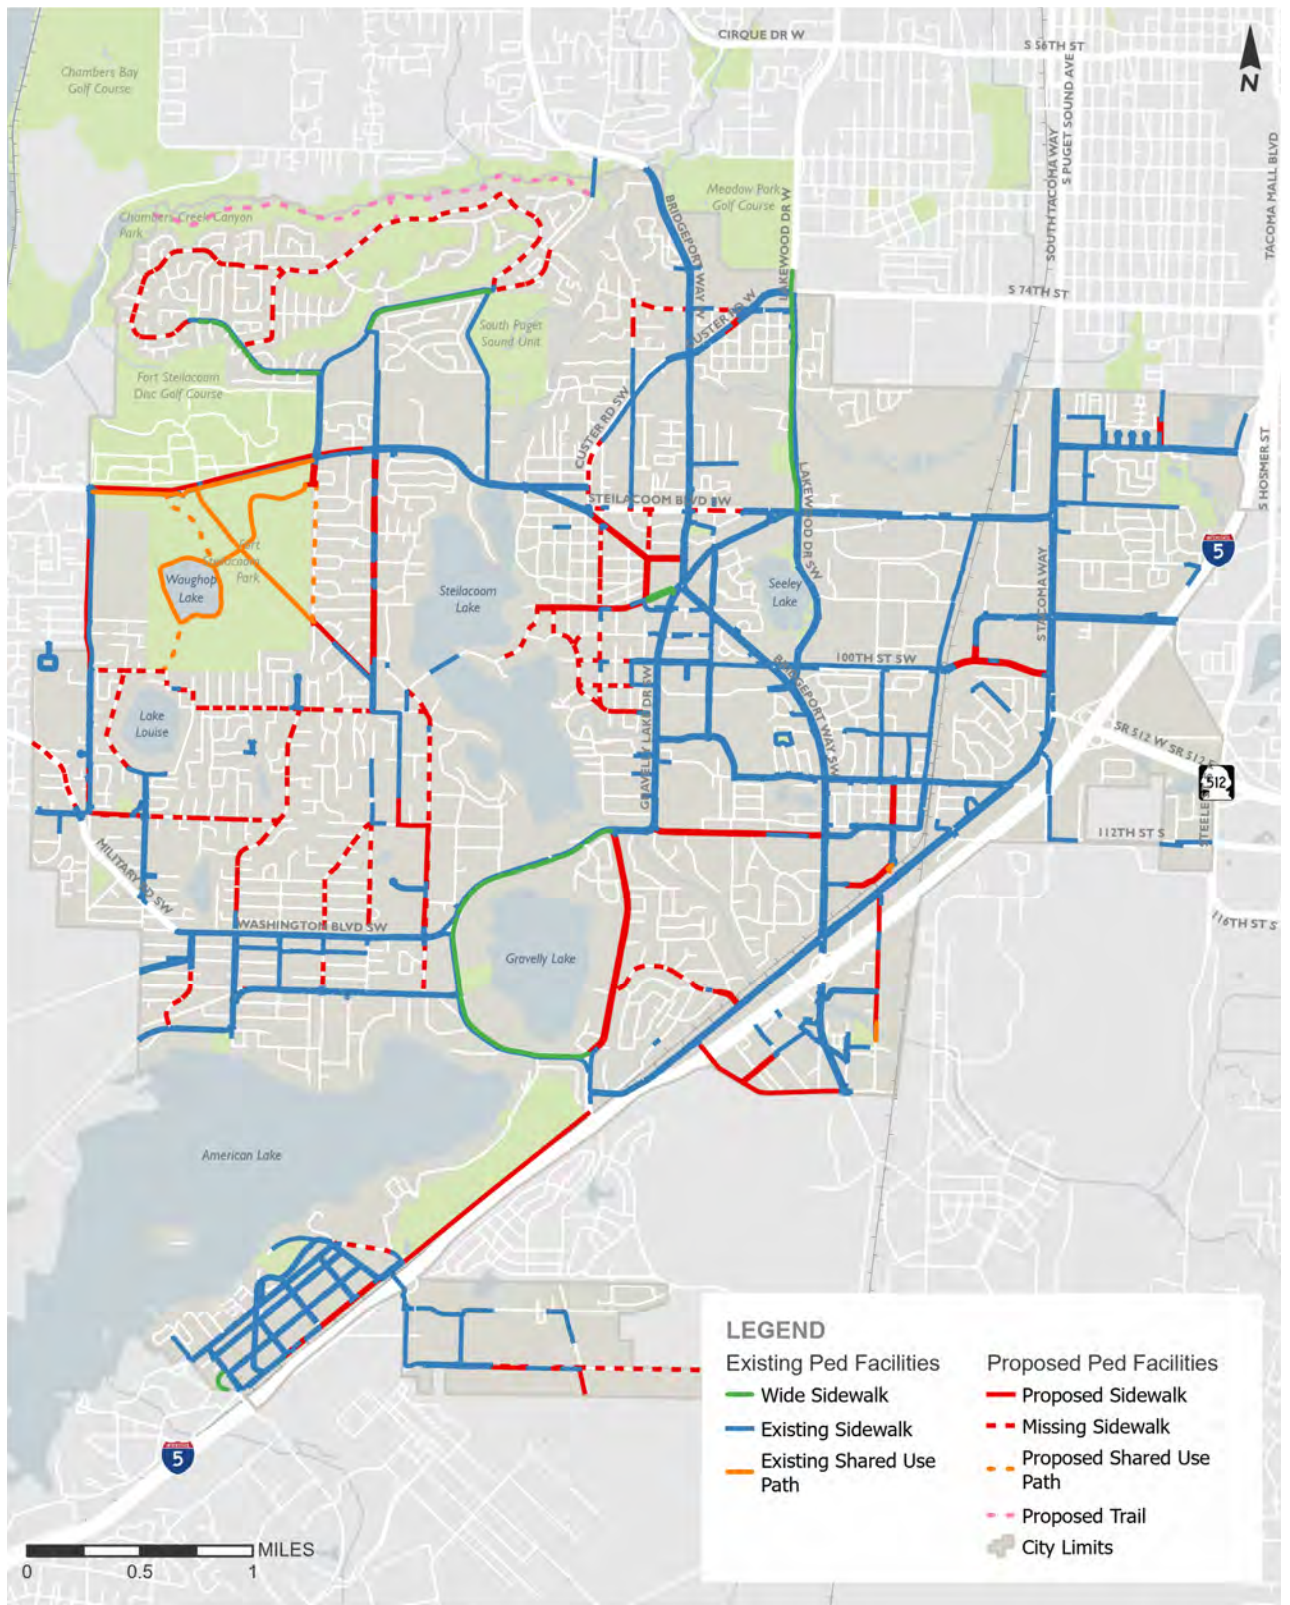 CIRQUE DR W
S 56TH ST
S PUGET SOUND AVE
Chambers Bay
Golf Course
N
TACOMA MALL BLVD
SOUTH TACOMA WAY
Meadow Park
Golf Course
LAKEWOOD DR W
BRIDGEPORT WAY W
Chambers Creek Canyon
Park
S 74TH ST
CUSTER RD W
South Puget
Sound Unit
Fort Steilacoom
Disc Golf Course
CUSTER RD SW
S HOSMER ST
STEILACOOM BLVD SW
LAKEWOOD DR SW
5
Fort
Steilacoom
Park
Waughop
Lake
Steilacoom
Lake
Seeley
Lake
S TACOMA WAY
100TH ST SW
BRIDGEPORT WAY SW
GRAVELLY LAKE DR SW
Lake
Louise
SR 512 W
SR 512 E
512
STEELE
112TH ST S
MILITARY RD SW
116TH ST S
WASHINGTON BLVD SW
Gravelly Lake
American Lake
5
LEGEND
Existing Ped Facilities
Wide Sidewalk
Existing Sidewalk
Existing Shared Use
Path
Proposed Ped Facilities
Proposed Sidewalk
Missing Sidewalk
Proposed Shared Use
Path
Proposed Trail
City Limits
MILES
0 0.5 1